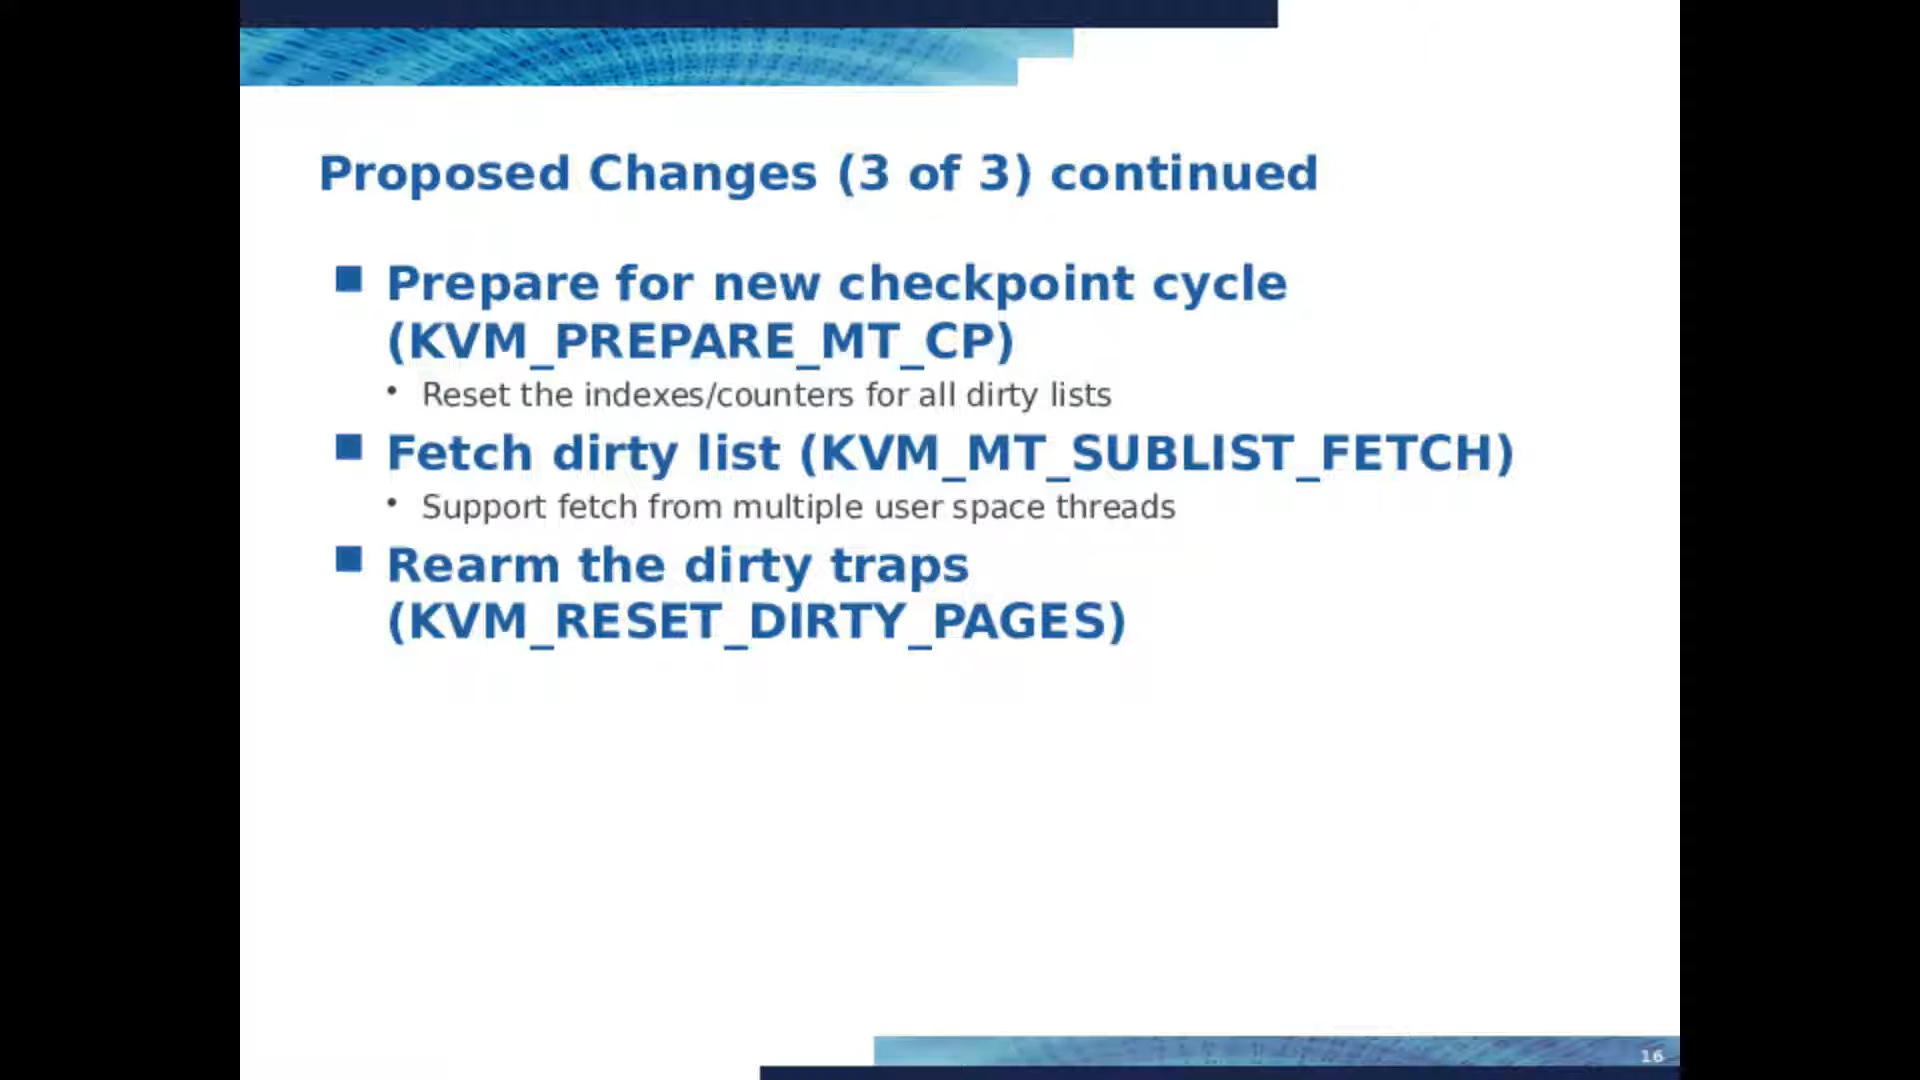 Proposed Changes (3 of 3) continued
Prepare for new checkpoint cycle
(KVM_PREPARE_MT_CP)
• Reset the indexes/counters for all dirty lists
Fetch dirty list (KVM_MT_SUBLIST_FETCH)
• Support fetch from multiple user space threads
Rearm the dirty traps
(KVM_RESET_DIRTY_PAGES)
16